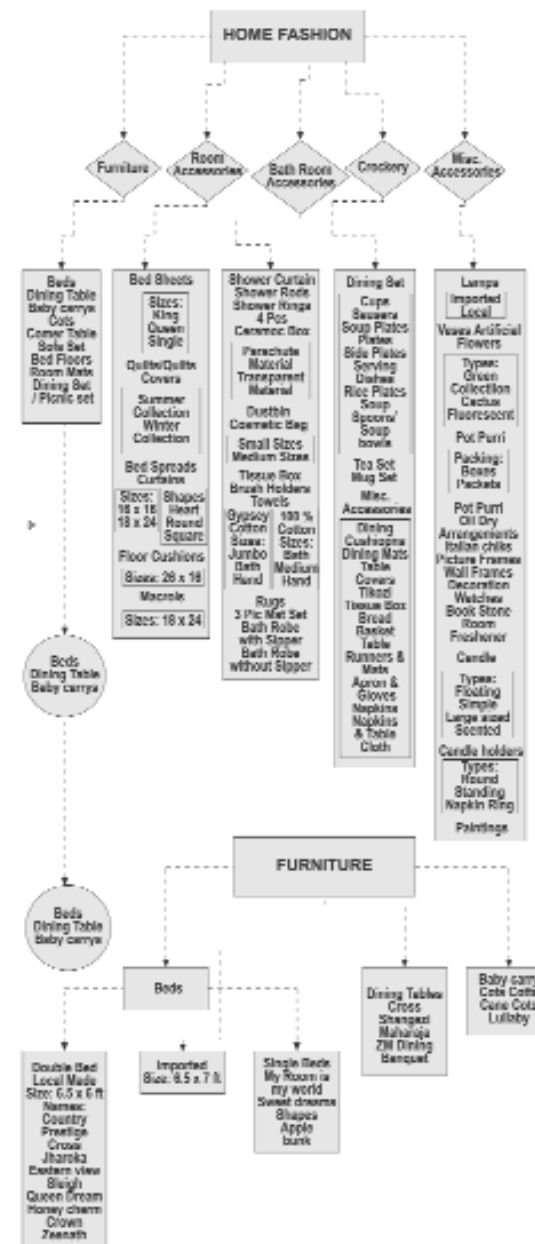 HOME FASHION
Furniture
Room
Accessories
Bath Room
Accessories
Crockery
Misc.
Accessories
Beds
Dining Table
Baby carrys
Cots
Corner Table
Sofa Set
Bed Floors
Room Mats
Dining Set
/ Picnic set
Bed Sheets
Sizes:
King
Queen
Single
Quilts/Quilts
Covers
Summer
Collection
Winter
Collection
Bed Spreads
Curtains
Sizes:
16 x 16
18 x 24
Shapes
Heart
Round
Square
Floor Cushions
Sizes: 26 x 16
Sizes: 18 x 24
Shower Curtain
Shower Rods
Shower Rings
4 Pcs
Ceramoc Box
Parachute
Material
Transparent
Material
Dustbin
Cosmetic Bag
Small Sizes
Medium Sizes
Tissue Box
Brush Holders
Towels
Gypsey
Cotton
Sizes:
Jumbo
Bath
Hand
100 %
Cotton
Sizes:
Bath
Medium
Hand
Rugs
3 Pic Mat Set
Bath Robe
with Sipper
Bath Robe
without Sipper
Dining Set
Cups
Soup Plates
Plates
Side Plates
Serving
Dishes
Rice Plates
Soup
Spoons/
Soup
bowls
Tea Set
Mug Set
Misc.
Accessories
Dining
Cushions
Dining Mats
Table
Covers
Tissue Box
Bread
Basket
Table
Runners &
Mats
Apron &
Gloves
Napkins
Napkins
& Table
Cloth
Lamps
Imported
Local
Vases Artificial
Flowers
Types:
Green
Collection
Cactus
Fluorescent
Pot Purri
Packing:
Boxes
Packets
Pot Purri
Oil Dry
Arrangements
Italian chiks
Picture Frames
Wall Frames
Decoration
Watches
Book Stone
Room
Freshener
Candle
Types:
Floating
Simple
Large sized
Scented
Candle holders
Types:
Round
Standing
Napkin Ring
Paintings
Beds
Dining Table
Baby carrys
Beds
Dining Table
Baby carrys
FURNITURE
Beds
Dining Tables
Cross
Shangazi
Maharaja
ZM Dining
Banquet
Baby carry
Cots Cotto
Cane Cots
Lullaby
Double Bed
Local Made
Size: 6.5 x 6 ft
Names:
Country
Prestige
Cross
Jharoka
Eastern view
Sleigh
Queen Dream
Honey charm
Crown
Zeenath
Imported
Size: 6.5 x 7 ft
Single Beds
My Room is
my world
Sweet dreams
Shapes
Apple
bunk